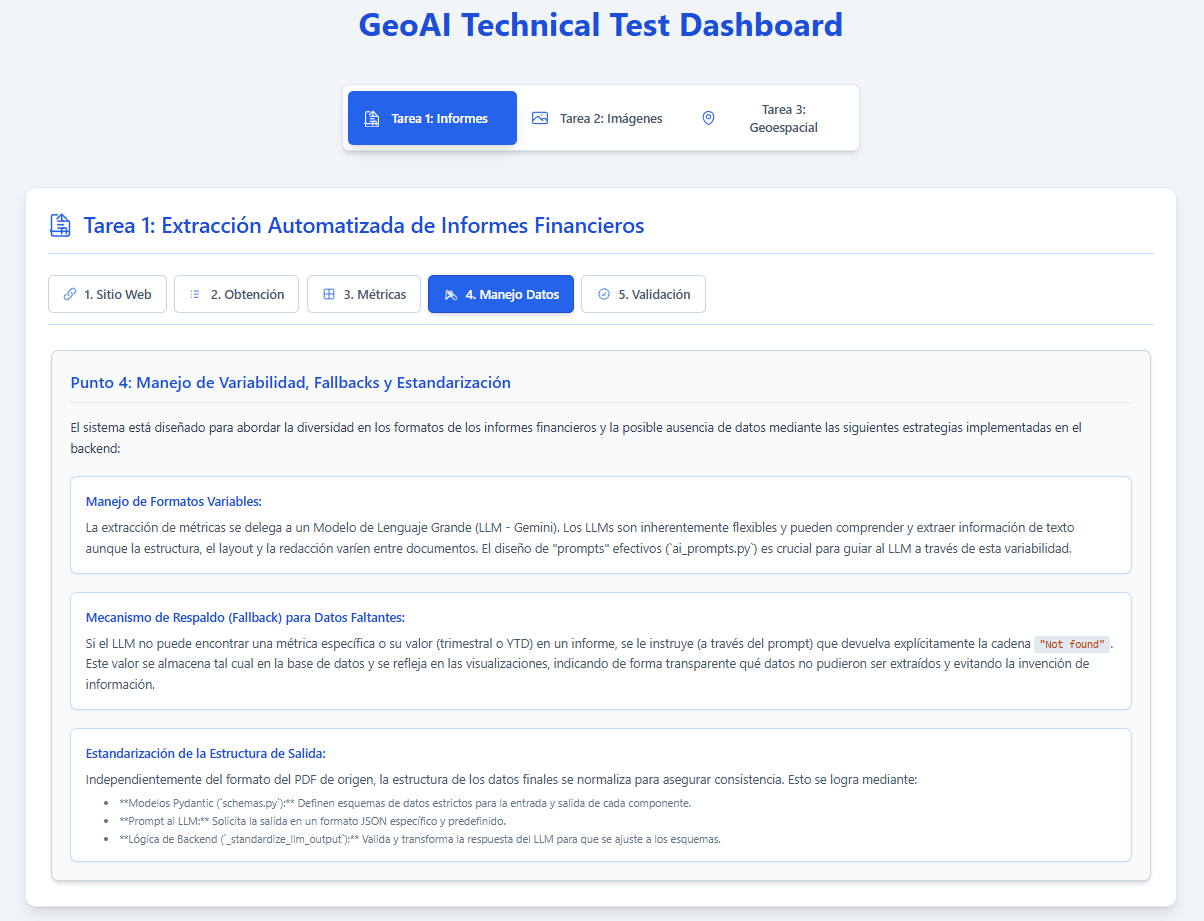 GeoAI Technical Test Dashboard
Tarea 1: Informes
Tarea 2: Imágenes
Tarea 3:
Geoespacial
Tarea 1: Extracción Automatizada de Informes Financieros
1. Sitio Web
2. Obtención
3. Métricas
4. Manejo Datos
5. Validación
Punto 4: Manejo de Variabilidad, Fallbacks y Estandarización
El sistema está diseñado para abordar la diversidad en los formatos de los informes financieros y la posible ausencia de datos mediante las siguientes estrategias implementadas en el
backend:
Manejo de Formatos Variables:
La extracción de métricas se delega a un Modelo de Lenguaje Grande (LLM - Gemini). Los LLMs son inherentemente flexibles y pueden comprender y extraer información de texto
aunque la estructura, el layout y la redacción varíen entre documentos. El diseño de "prompts" efectivos (`ai_prompts.py`) es crucial para guiar al LLM a través de esta variabilidad.
Mecanismo de Respaldo (Fallback) para Datos Faltantes:
Si el LLM no puede encontrar una métrica específica o su valor (trimestral o YTD) en un informe, se le instruye (a través del prompt) que devuelva explícitamente la cadena "Not found".
Este valor se almacena tal cual en la base de datos y se refleja en las visualizaciones, indicando de forma transparente qué datos no pudieron ser extraídos y evitando la invención de
información.
Estandarización de la Estructura de Salida:
Independientemente del formato del PDF de origen, la estructura de los datos finales se normaliza para asegurar consistencia. Esto se logra mediante:
• **Modelos Pydantic (`schemas.py`):** Definen esquemas de datos estrictos para la entrada y salida de cada componente.
• **Prompt al LLM:** Solicita la salida en un formato JSON específico y predefinido.
• **Lógica de Backend (`_standardize_llm_output`):** Valida y transforma la respuesta del LLM para que se ajuste a los esquemas.